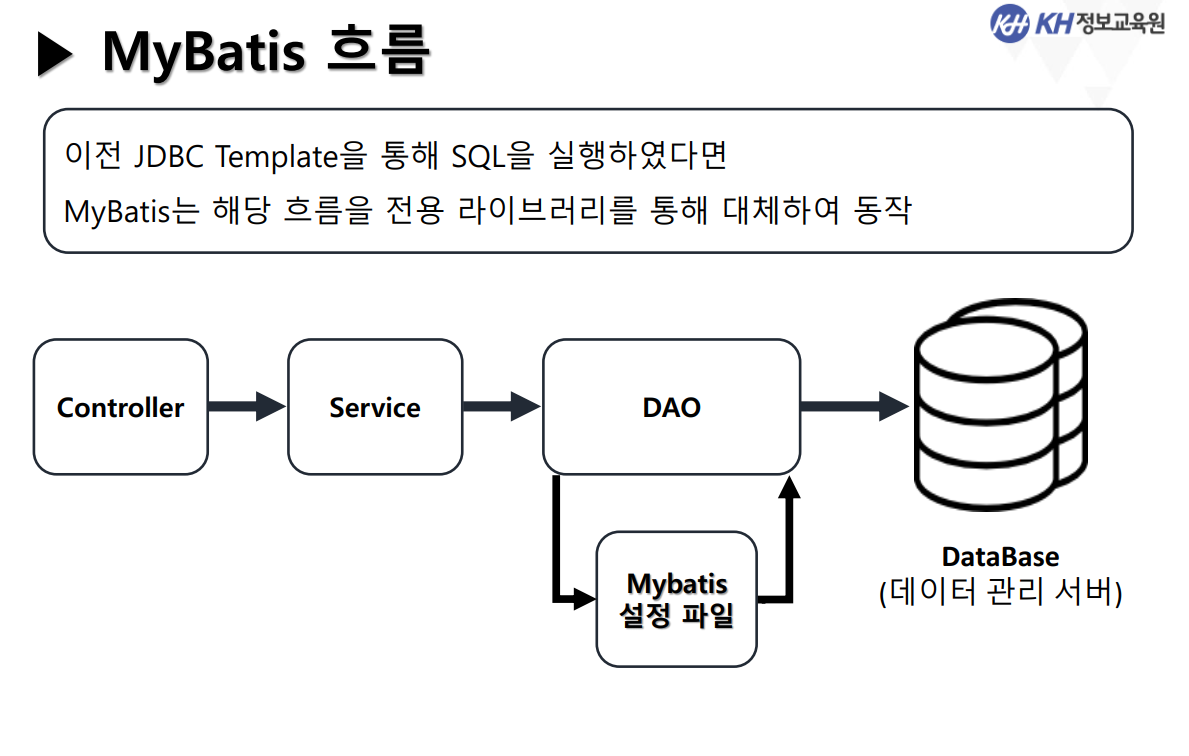 KH KH정보교육원
▶ MyBatis 흐름
이전 JDBC Template을 통해 SQL을 실행하였다면
MyBatis는 해당 흐름을 전용 라이브러리를 통해 대체하여 동작
Controller
Service
DAO
Mybatis
설정 파일
DataBase
(데이터 관리 서버)